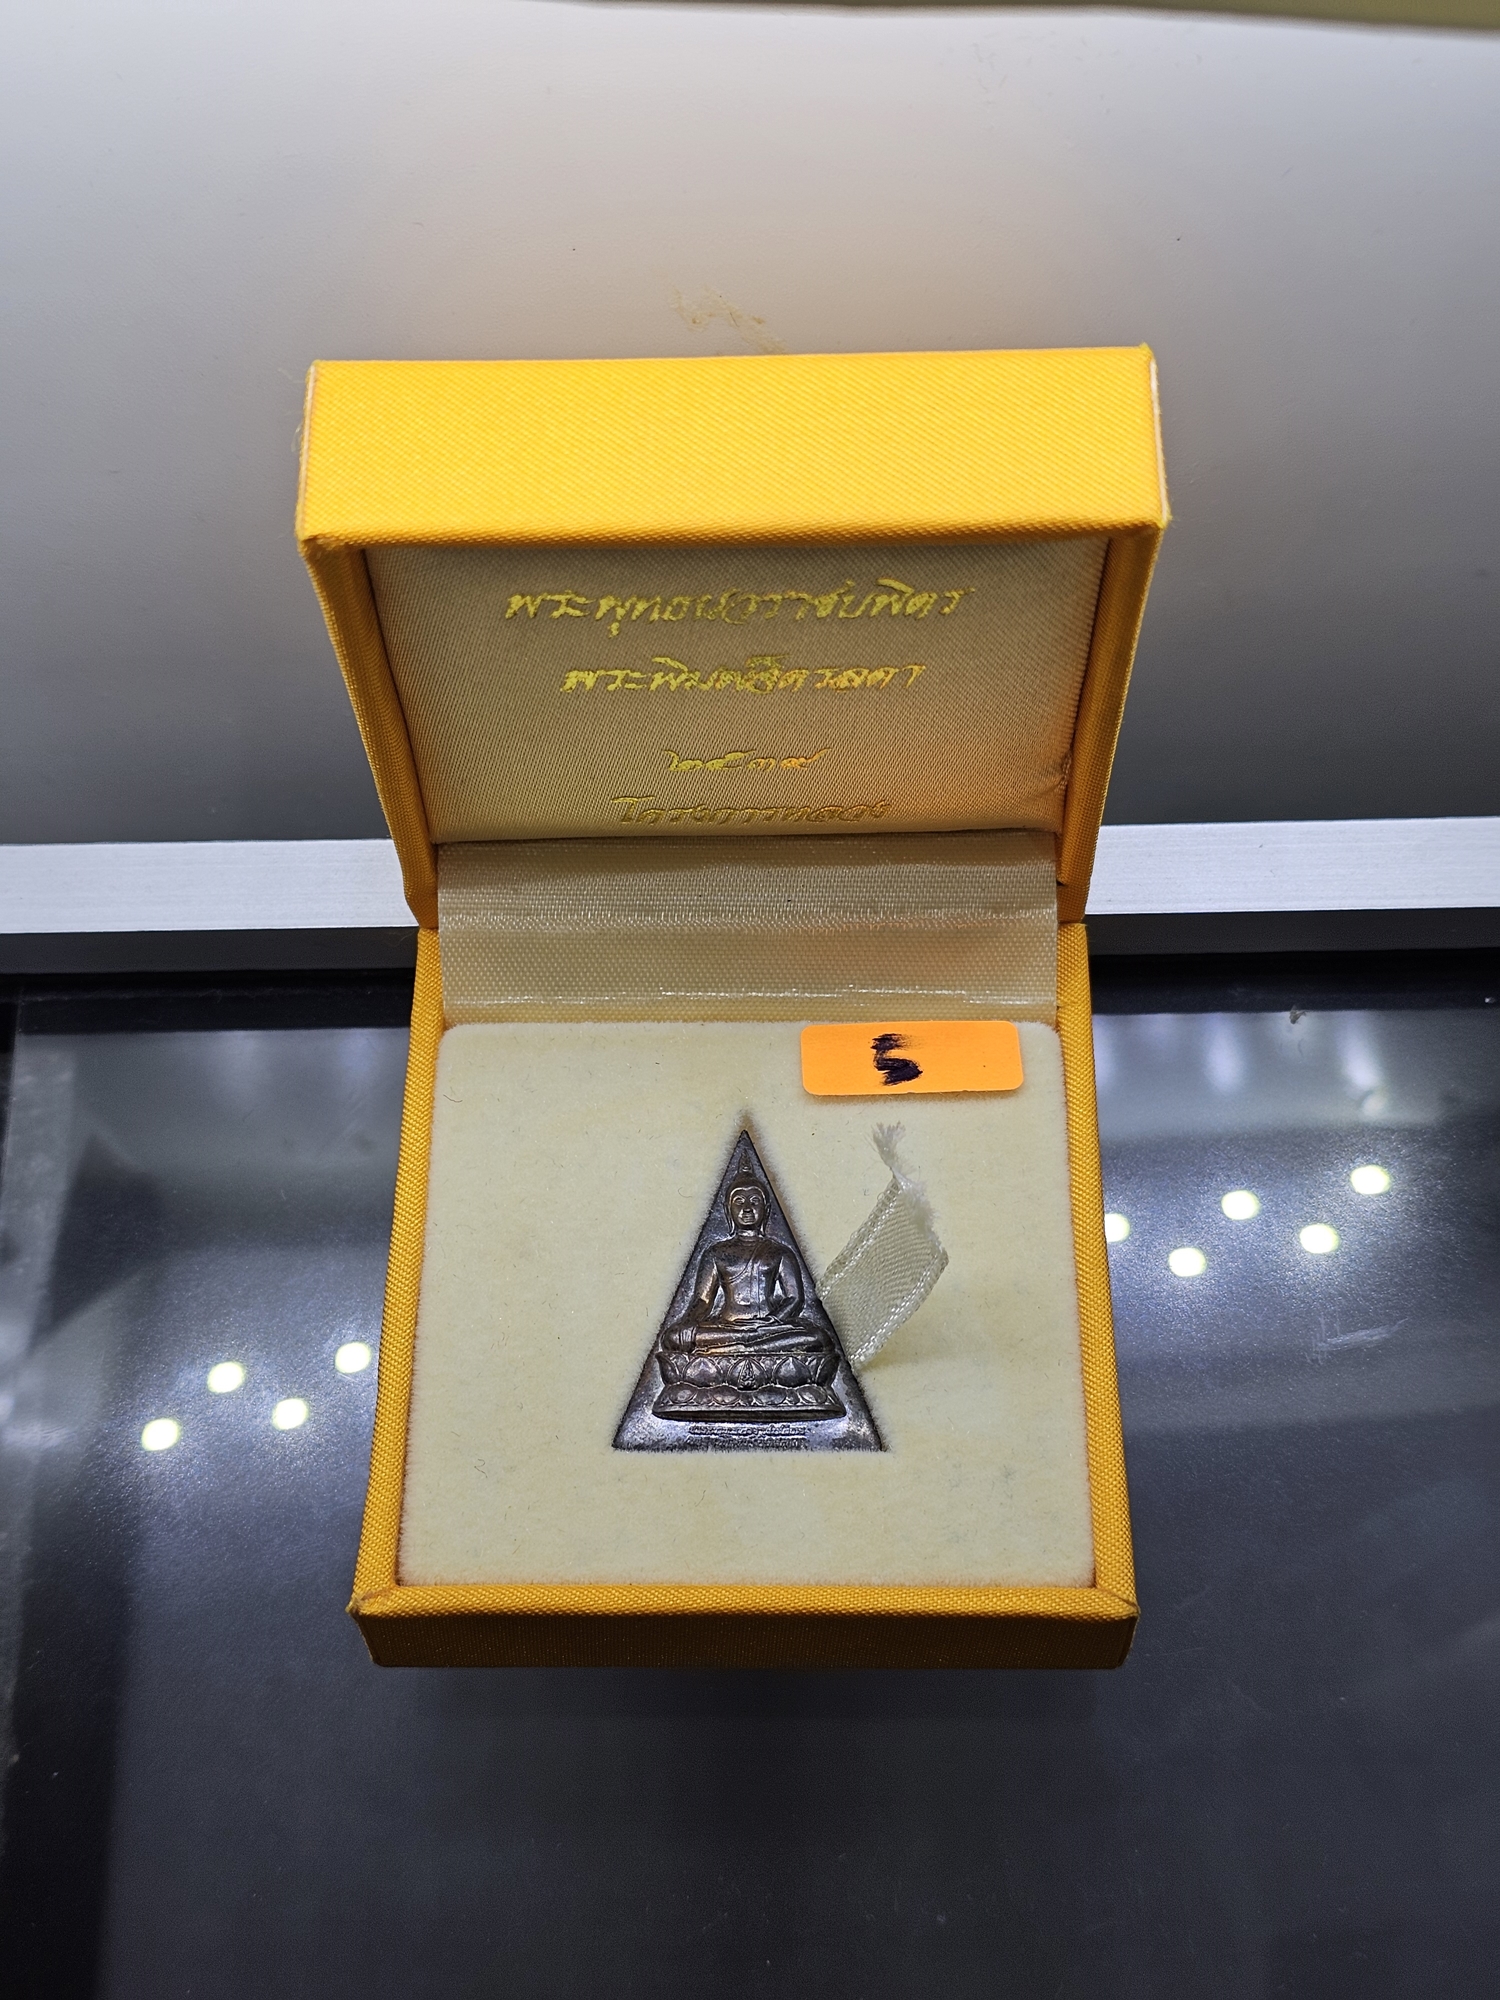 พระพุทธนวราชบพิตร
พระพิมพ์จิตรลดา
๒๕๓๙
โครงการหลวง
5